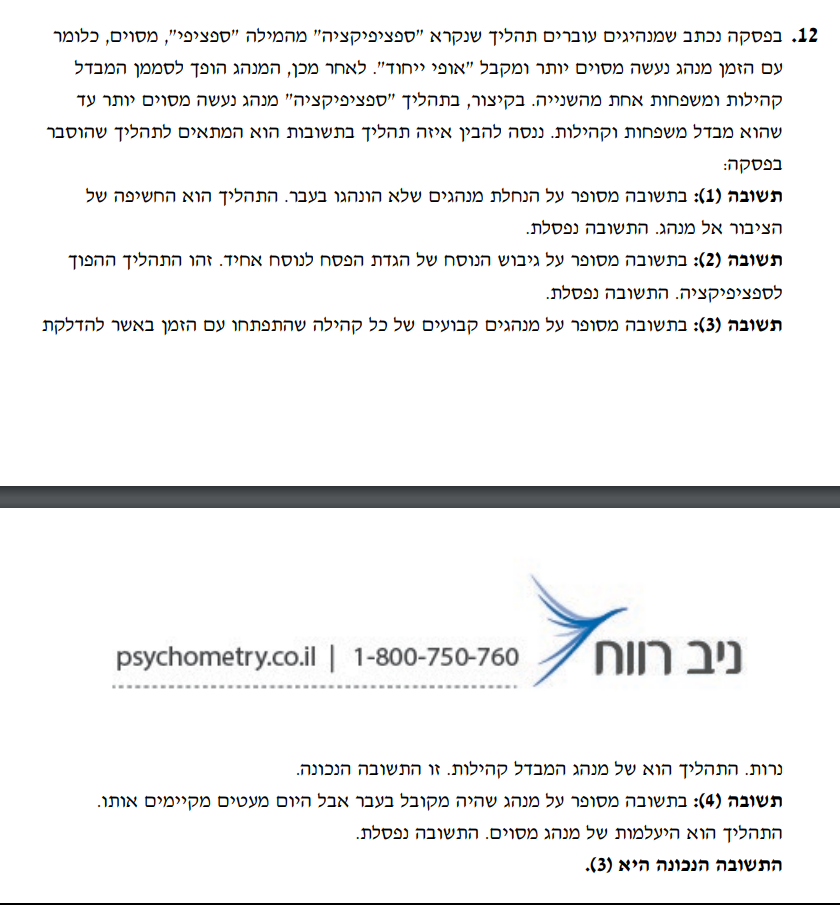 12. בפסקה נכתב שמנהיגים עוברים תהליך שנקרא "ספציפיקציה" מהמילה "ספציפי", מסוים, כלומר
עם הזמן מנהג נעשה מסוים יותר ומקבל "אופי ייחוד". לאחר מכן, המנהג הופך לסממן המבדל
קהילות ומשפחות אחת מהשנייה. בקיצור, בתהליך "ספציפיקציה" מנהג נעשה מסוים יותר עד
שהוא מבדל משפחות וקהילות. ננסה להבין איזה תהליך בתשובות הוא המתאים לתהליך שהוסבר
בפסקה:
תשובה (1): בתשובה מסופר על הנחלת מנהגים שלא הונהגו בעבר. התהליך הוא החשיפה של
הציבור אל מנהג. התשובה נפסלת.
תשובה (2): בתשובה מסופר על גיבוש הנוסח של הגדת הפסח לנוסח אחיד. זהו התהליך ההפוך
לספציפיקציה. התשובה נפסלת.
תשובה (3): בתשובה מסופר על מנהגים קבועים של כל קהילה שהתפתחו עם הזמן באשר להדלקת
ניב רווח
psychometry.co.il | 1-800-750-760
נרות. התהליך הוא של מנהג המבדל קהילות. זו התשובה הנכונה.
תשובה (4): בתשובה מסופר על מנהג שהיה מקובל בעבר אבל היום מעטים מקיימים אותו.
התהליך הוא היעלמות של מנהג מסוים. התשובה נפסלת.
התשובה הנכונה היא (3).